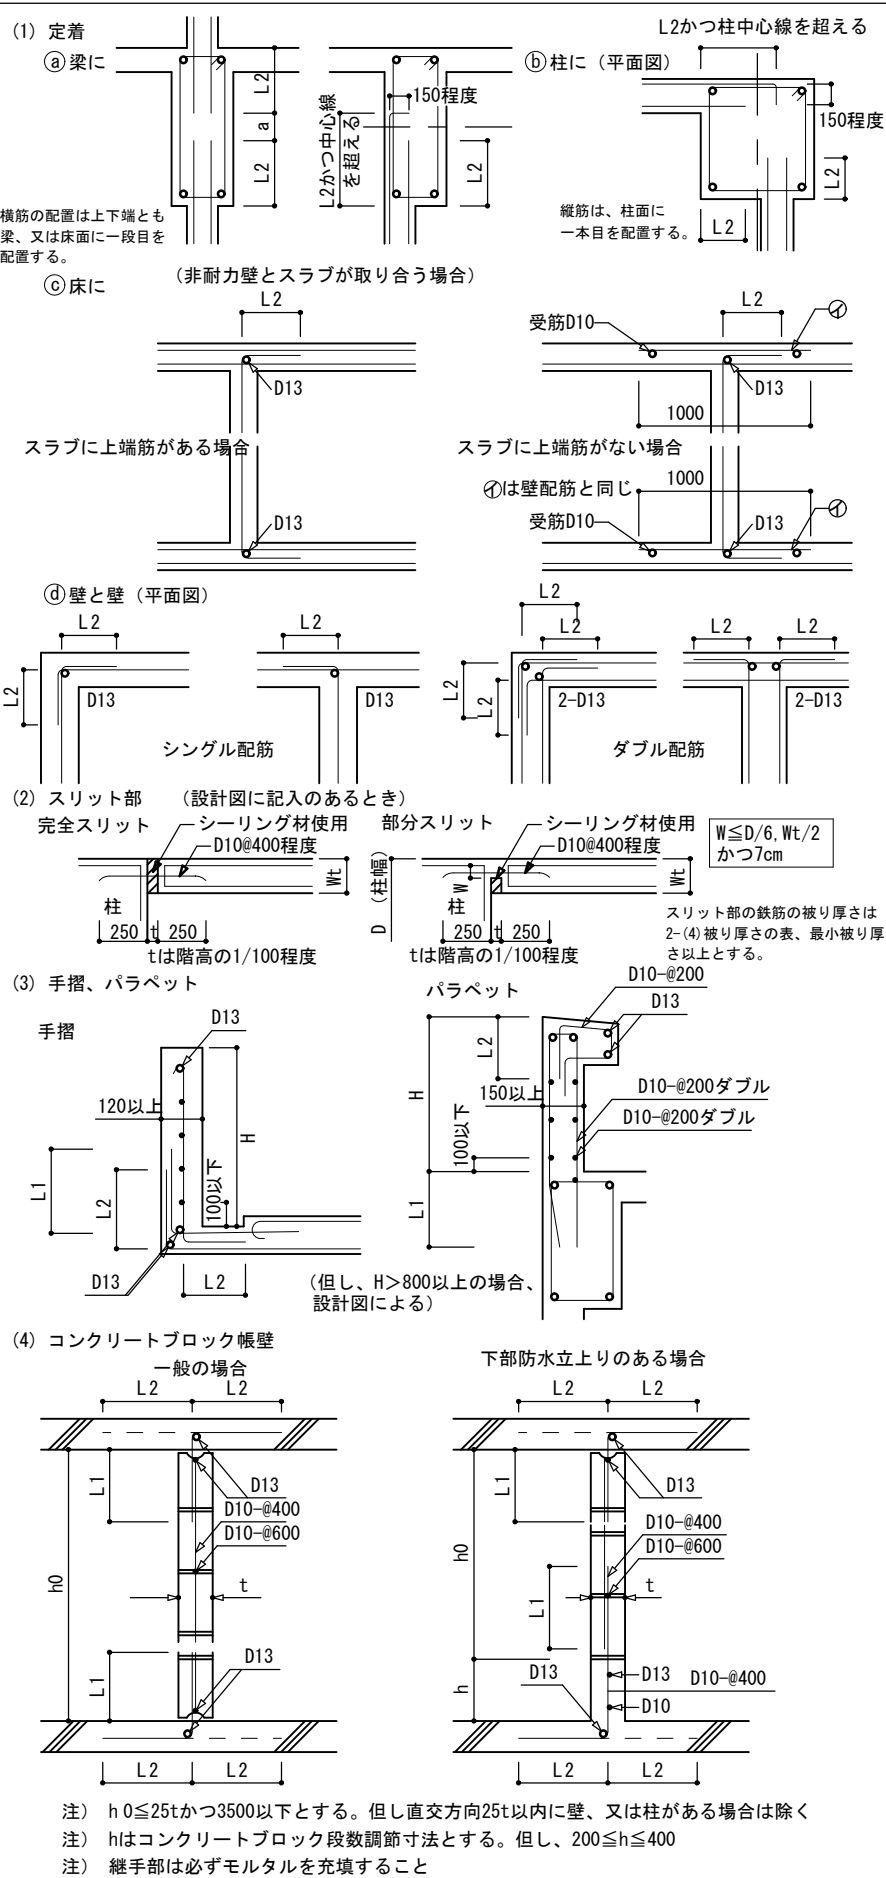 (1) 定着
ⓐ梁に
L2
a
L2
150程度
L2かつ中心線
を超える
L2
横筋の配置は上下端とも
梁、又は床面に一段目を
配置する。
ⓑ柱に（平面図）
L2かつ柱中心線を超える
150程度
L2
縦筋は、柱面に
一本目を配置する。
L2
ⓒ床に
(非耐力壁とスラブが取り合う場合)
L2
D13
スラブに上端筋がある場合
D13
L2
受筋D10
イ
D13
1000
スラブに上端筋がない場合
イは壁配筋と同じ
1000
受筋D10
イ
D13
ⓓ壁と壁（平面図）
L2
L2
D13
L2
D13
シングル配筋
L2
L2
L2
L2
2-D13
L2
L2
2-D13
ダブル配筋
(2) スリット部　(設計図に記入のあるとき)
完全スリット
シーリング材使用
D10@400程度
Wt
柱
250
t
250
tは階高の1/100程度
部分スリット
シーリング材使用
D10@400程度
D（柱幅）
W
Wt
柱
250
t
250
tは階高の1/100程度
W≦D/6,Wt/2
かつ7cm
スリット部の鉄筋の被り厚さは
2-(4)被り厚さの表、最小被り厚
さ以上とする。
(3) 手摺、パラペット
手摺
D13
120以上
H
100以下
L1
L2
D13
L2
パラペット
D10-@200
D13
L2
H
150以上
D10-@200ダブル
D10-@200ダブル
100以下
L1
(但し、H＞800以上の場合、
設計図による)
(4) コンクリートブロック帳壁
一般の場合
L2
L2
L1
D13
D10-@400
D10-@600
h0
t
L1
D13
L2
L2
下部防水立上りのある場合
L2
L2
L1
D13
D10-@400
D10-@600
h0
t
L1
D13
D13
D10-@400
h
D10
L2
L2
注） h0≦25tかつ3500以下とする。但し直交方向25t以内に壁、又は柱がある場合は除く
注） hはコンクリートブロック段数調節寸法とする。但し、200≦h≦400
注） 継手部は必ずモルタルを充填すること